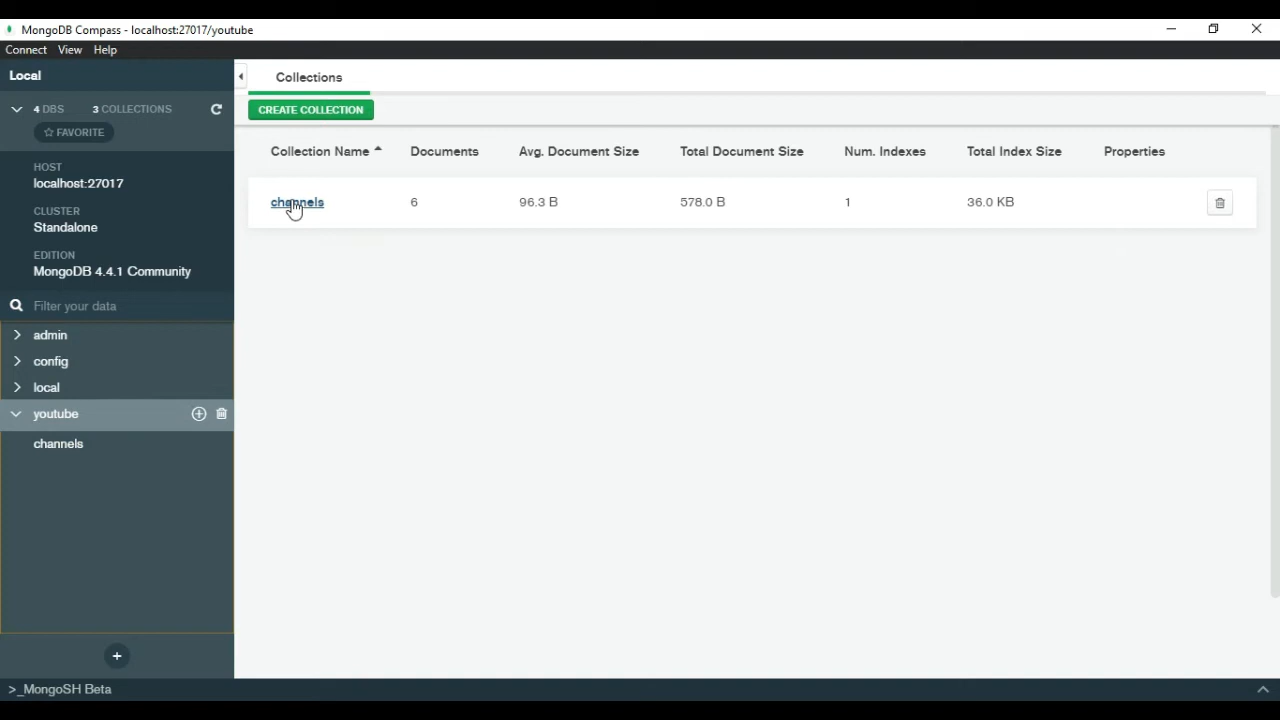 MongoDB Compass - localhost:27017/youtube
Connect View Help
Local
4 DBS 3 COLLECTIONS
FAVORITE
HOST
localhost:27017
CLUSTER
Standalone
EDITION
MongoDB 4.4.1 Community
Filter your data
admin
config
local
youtube
channels
>_MongoSH Beta
Collections
CREATE COLLECTION
Collection Name Documents Avg. Document Size Total Document Size Num. Indexes Total Index Size Properties
channels 6 96.3 B 578.0 B 1 36.0 KB